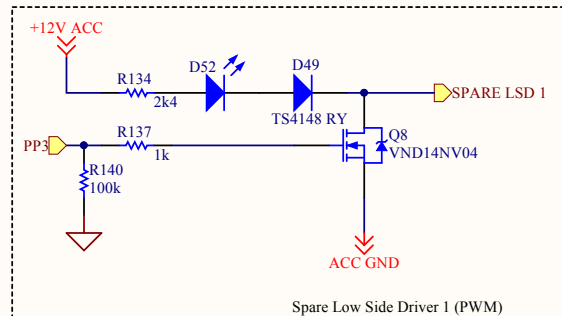 +12V ACC
D52
D49
R134
2k4
SPARE LSD 1
TS4148 RY
R137
Q8
PP3
1k
VND14NV04
R140
100k
ACC GND
Spare Low Side Driver 1 (PWM)